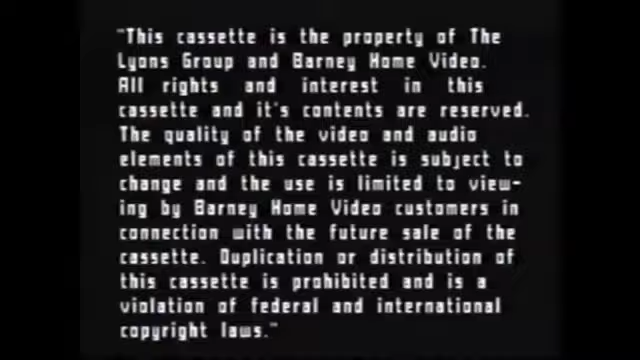 "This cassette is the property of The
Lyons Group and Barney Home Video.
All rights and interest in this
cassette and it's contents are reserved.
The quality of the video and audio
elements of this cassette is subject to
change and the use is limited to view-
ing by Barney Home Video customers in
connection with the future sale of the
cassette. Duplication or distribution of
this cassette is prohibited and is a
violation of federal and international
copyright laws."